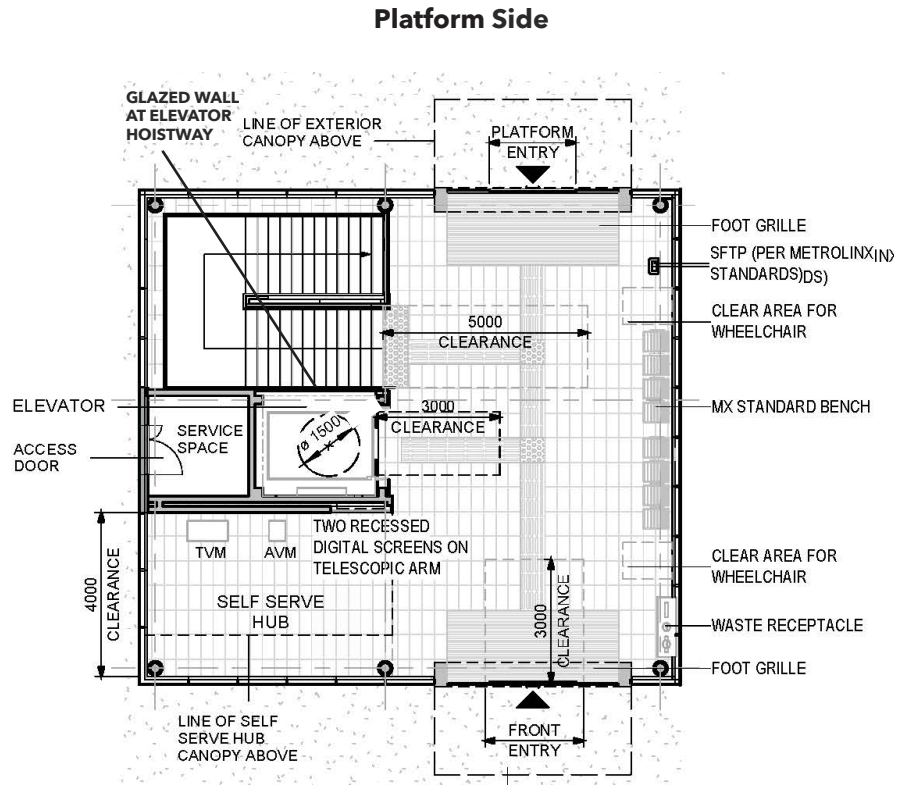 Platform Side
GLAZED WALL
AT ELEVATOR
HOISTWAY
LINE OF EXTERIOR
CANOPY ABOVE
PLATFORM
ENTRY
FOOT GRILLE
SFTP (PER METROLINX IN)
STANDARDS) DS)
CLEAR AREA FOR
WHEELCHAIR
5000
CLEARANCE
ELEVATOR
3000
CLEARANCE
MX STANDARD BENCH
ø 1500
SERVICE
SPACE
ACCESS
DOOR
TWO RECESSED
DIGITAL SCREENS ON
TELESCOPIC ARM
TVM
AVM
4000
CLEARANCE
SELF SERVE
HUB
3000
CLEARANCE
CLEAR AREA FOR
WHEELCHAIR
WASTE RECEPTACLE
FOOT GRILLE
LINE OF SELF
SERVE HUB
CANOPY ABOVE
FRONT
ENTRY